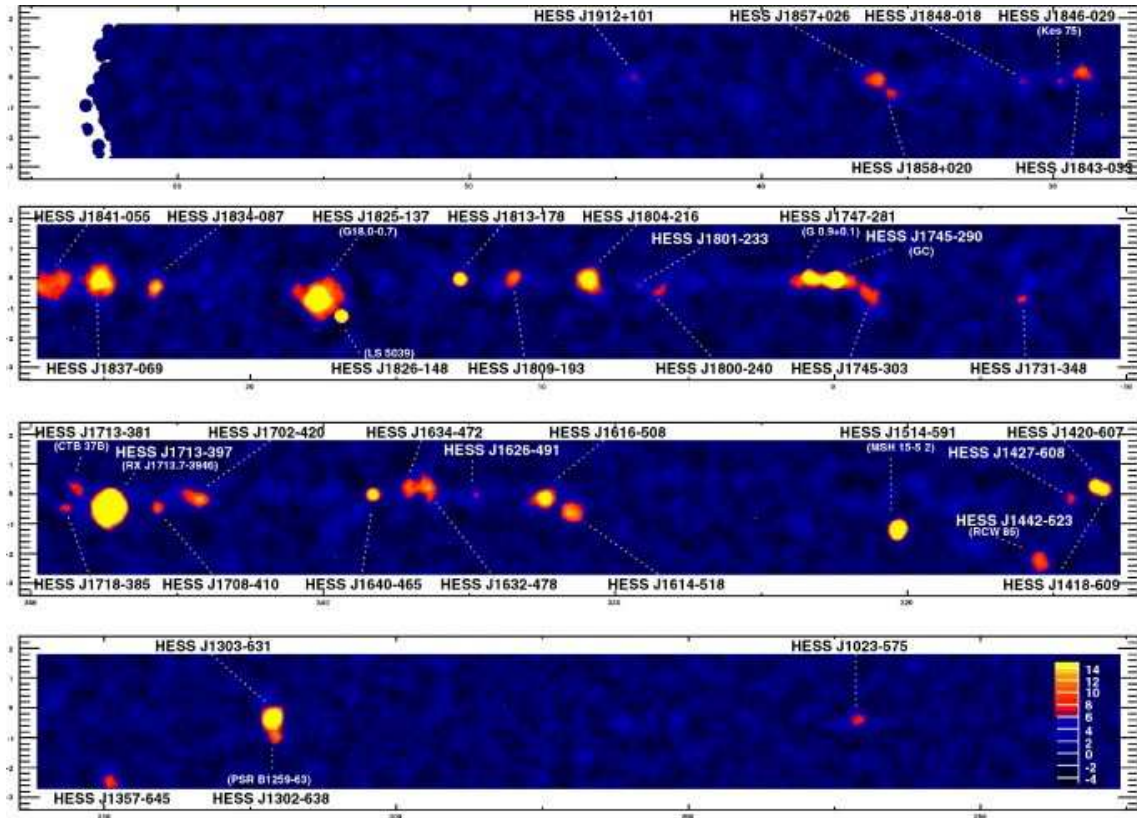 HESS J1912+101 HESS J1857+026 HESS J1848-018 HESS J1846-029
(Kes 75)
HESS J1858+020 HESS J1843-033
60 40 30
HESS J1841-055 HESS J1834-087 HESS J1825-137 HESS J1813-178 HESS J1804-216 HESS J1747-281
(G18.0-0.7) HESS J1801-233 (G 0.9+0.1) HESS J1745-290
(GC)
(LS 5039)
HESS J1837-069 HESS J1826-148 HESS J1809-193 HESS J1800-240 HESS J1745-303 HESS J1731-348
20 10 0 -10
HESS J1713-381 HESS J1702-420 HESS J1634-472 HESS J1616-508 HESS J1514-591 HESS J1420-607
(CTB 37B) HESS J1713-397 HESS J1626-491 (MSH 15-5 2) HESS J1427-608
(RX J1713.7-3946)
HESS J1442-623
(RCW 86)
HESS J1718-385 HESS J1708-410 HESS J1640-465 HESS J1632-478 HESS J1614-518 HESS J1418-609
320
HESS J1303-631 HESS J1023-575
14
12
10
8
6
4
2
0
-2
-4
(PSR B1259-63)
HESS J1357-645 HESS J1302-638